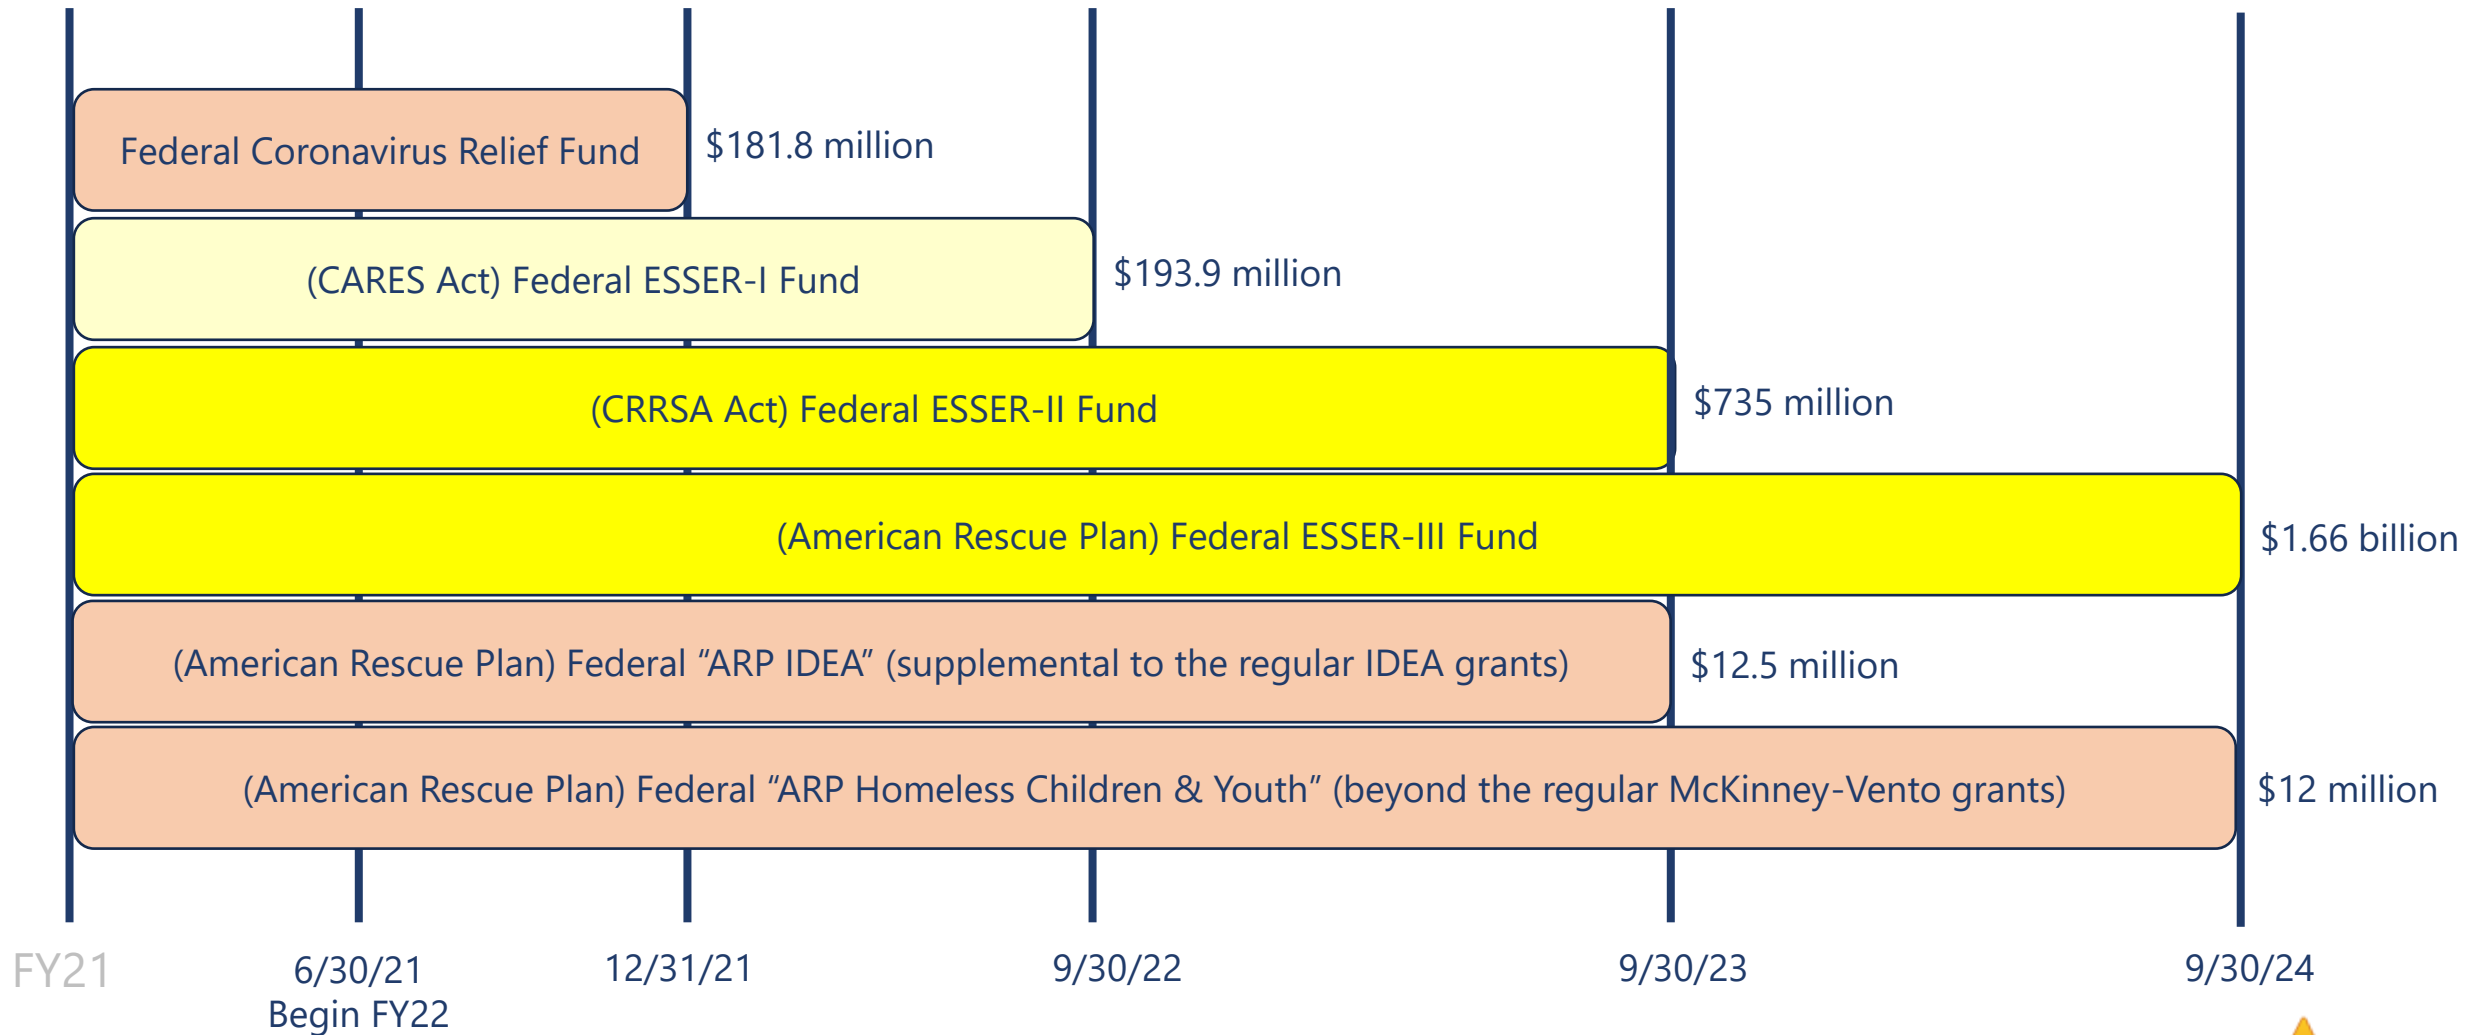 Federal Coronavirus Relief Fund
$181.8 million
(CARES Act) Federal ESSER-I Fund
$193.9 million
(CRRSA Act) Federal ESSER-II Fund
$735 million
(American Rescue Plan) Federal ESSER-III Fund
$1.66 billion
(American Rescue Plan) Federal “ARP IDEA” (supplemental to the regular IDEA grants)
$12.5 million
(American Rescue Plan) Federal “ARP Homeless Children & Youth” (beyond the regular McKinney-Vento grants)
$12 million
FY21
6/30/21
Begin FY22
12/31/21
9/30/22
9/30/23
9/30/24